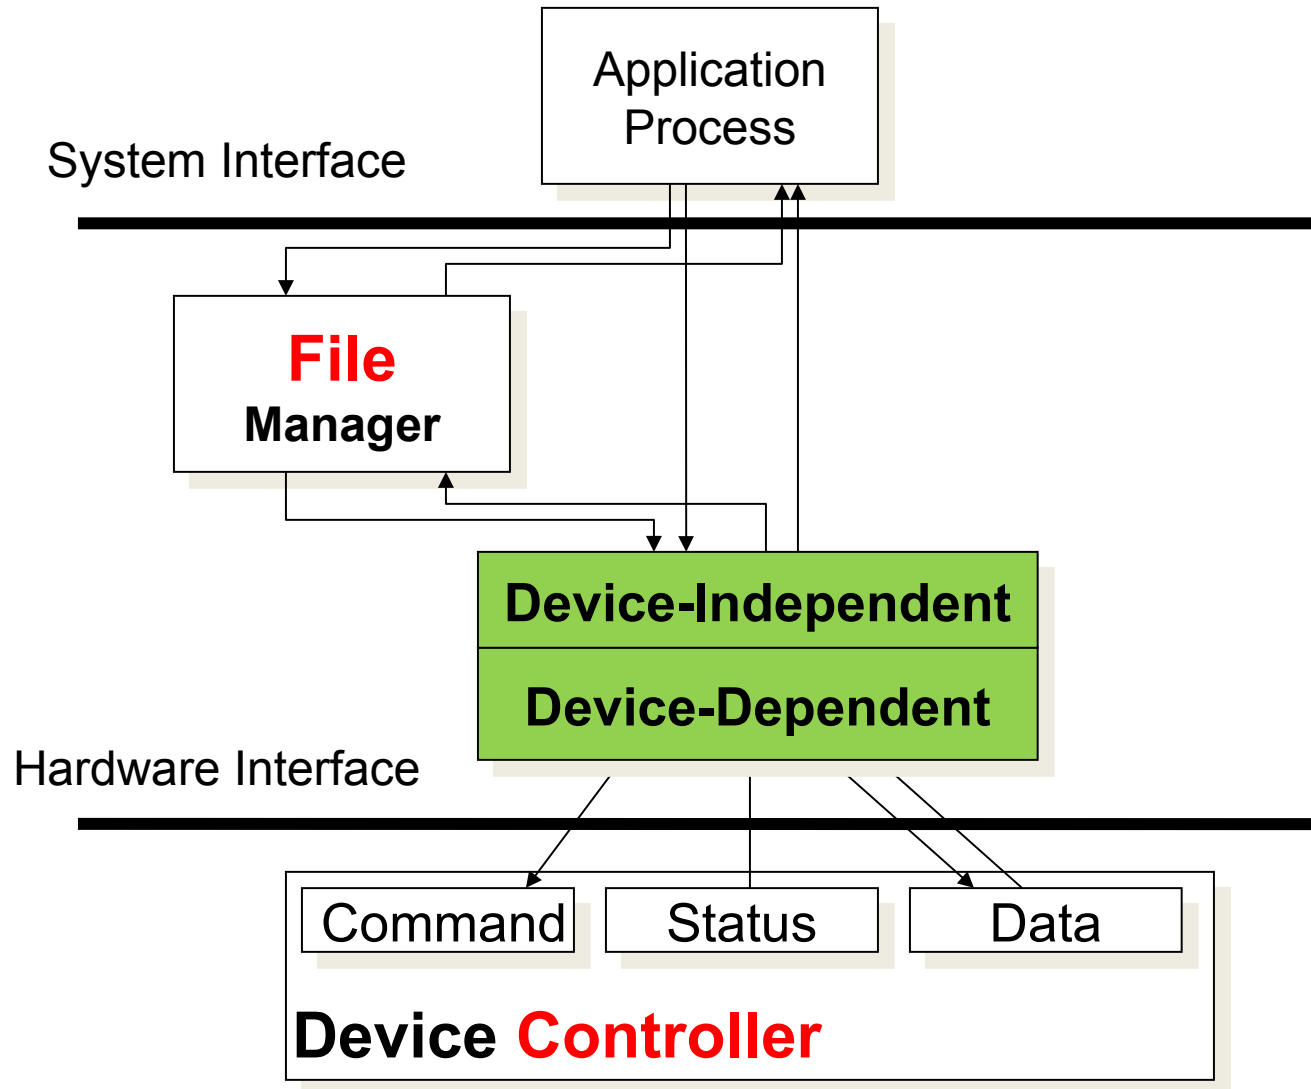 Application
Process
System Interface
File
Manager
Device-Independent
Device-Dependent
Hardware Interface
Command
Status
Data
Device Controller